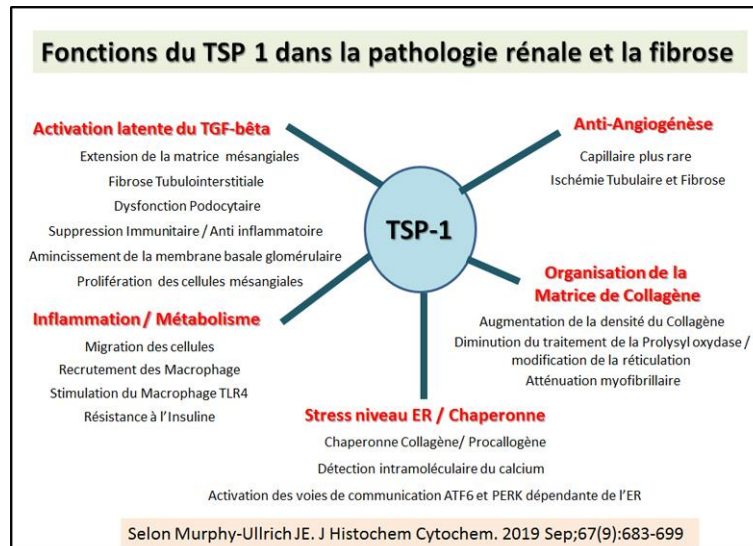 Fonctions du TSP 1 dans la pathologie rénale et la fibrose
Activation latente du TGF-bêta
Extension de la matrice mésangiales
Fibrose Tubulointerstitiale
Dysfonction Podocytaire
Suppression Immunitaire / Anti inflammatoire
Amincissement de la membrane basale glomérulaire
Prolifération des cellules mésangiales
Anti-Angiogénèse
Capillaire plus rare
Ischémie Tubulaire et Fibrose
TSP-1
Organisation de la
Matrice de Collagène
Augmentation de la densité du Collagène
Diminution du traitement de la Prolysyl oxydase /
modification de la réticulation
Atténuation myofibrillaire
Inflammation / Métabolisme
Migration des cellules
Recrutement des Macrophage
Stimulation du Macrophage TLR4
Résistance à l'Insuline
Stress niveau ER / Chaperonne
Chaperonne Collagène/ Procallogène
Détection intramoléculaire du calcium
Activation des voies de communication ATF6 et PERK dépendante de l'ER
Selon Murphy-Ullrich JE. J Histochem Cytochem. 2019 Sep;67(9):683-699